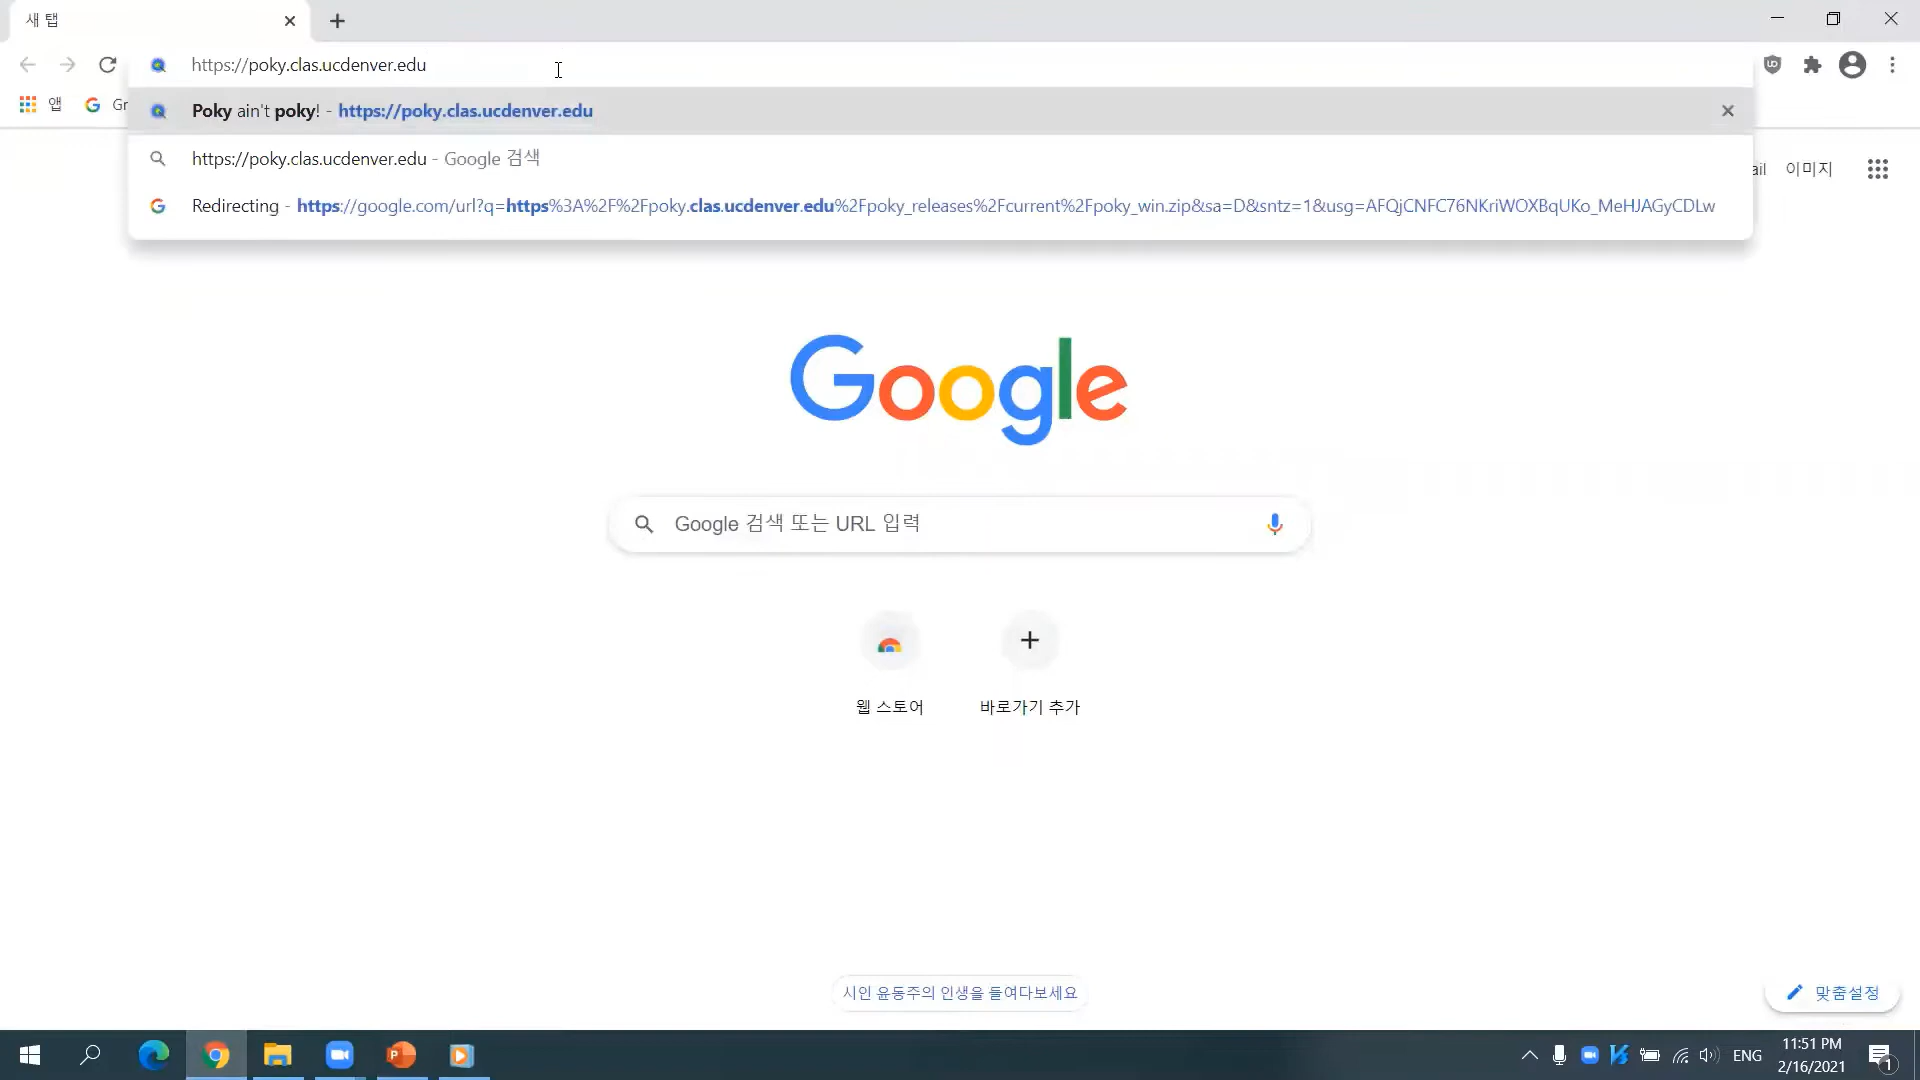 새 탭
https://poky.clas.ucdenver.edu
앱
Gr
Poky ain't poky! - https://poky.clas.ucdenver.edu
https://poky.clas.ucdenver.edu - Google 검색
Redirecting - https://google.com/url?q=https%3A%2F%2Fpoky.clas.ucdenver.edu%2Fpoky_releases%2Fcurrent%2Fpoky_win.zip&sa=D&sntz=1&usg=AFQjCNFC76NKriWOXBqUKo_MeHJAGyCDLw
ail 이미지
Google
Google 검색 또는 URL 입력
웹 스토어
바로가기 추가
시인 윤동주의 인생을 들여다보세요
맞춤설정
ENG
11:51 PM
2/16/2021
1